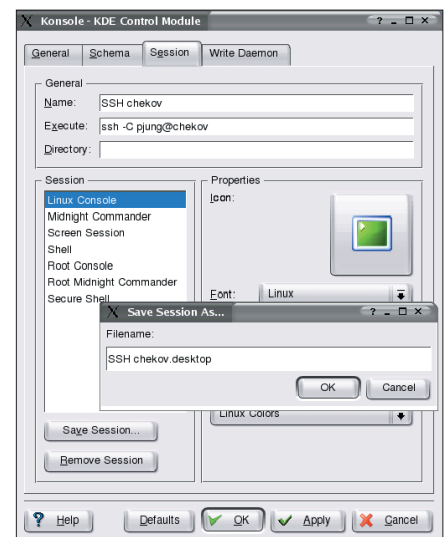 Konsole - KDE Control Module
General Schema Session Write Daemon
General
Name: SSH chekov
Execute: ssh -C pjung@chekov
Directory:
Session
Linux Console
Midnight Commander
Screen Session
Shell
Root Console
Root Midnight Commander
Secure Shell
Properties
Icon:
Font: Linux
Save Session As...
Filename:
SSH chekov.desktop
OK Cancel
Linux Colors
Save Session...
Remove Session
Help Defaults OK Apply Cancel